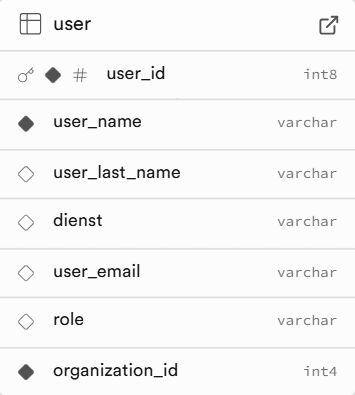 user
# user_id int8
user_name varchar
user_last_name varchar
dienst varchar
user_email varchar
role varchar
organization_id int4